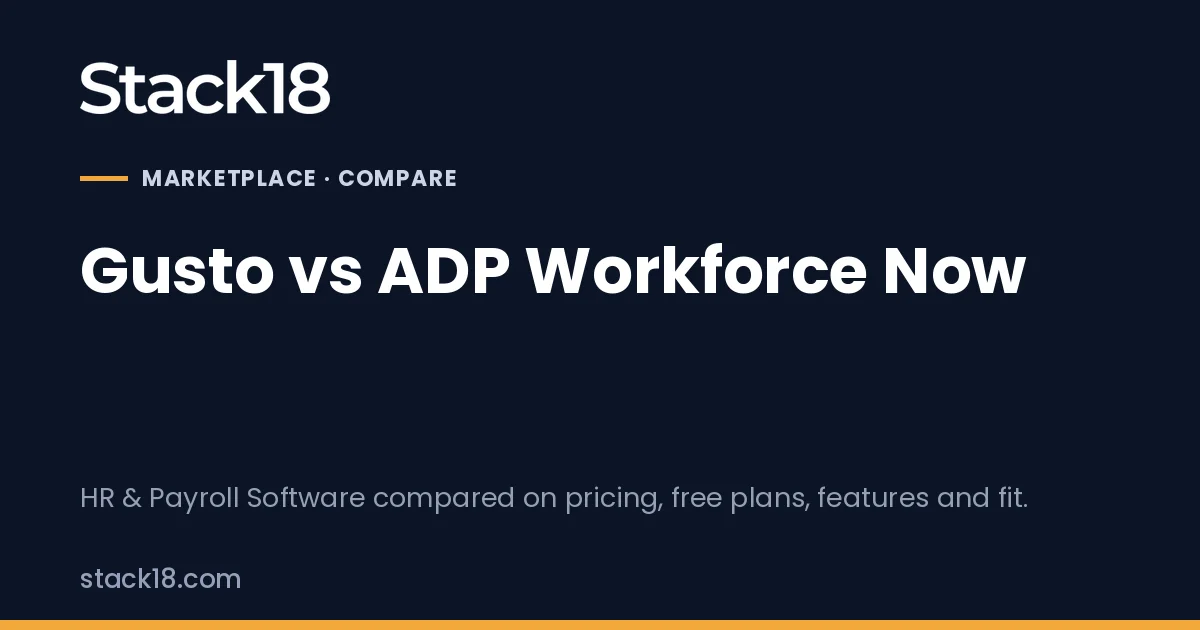 Stack18
MARKETPLACE · COMPARE
Gusto vs ADP Workforce Now
HR & Payroll Software compared on pricing, free plans, features and fit.
stack18.com